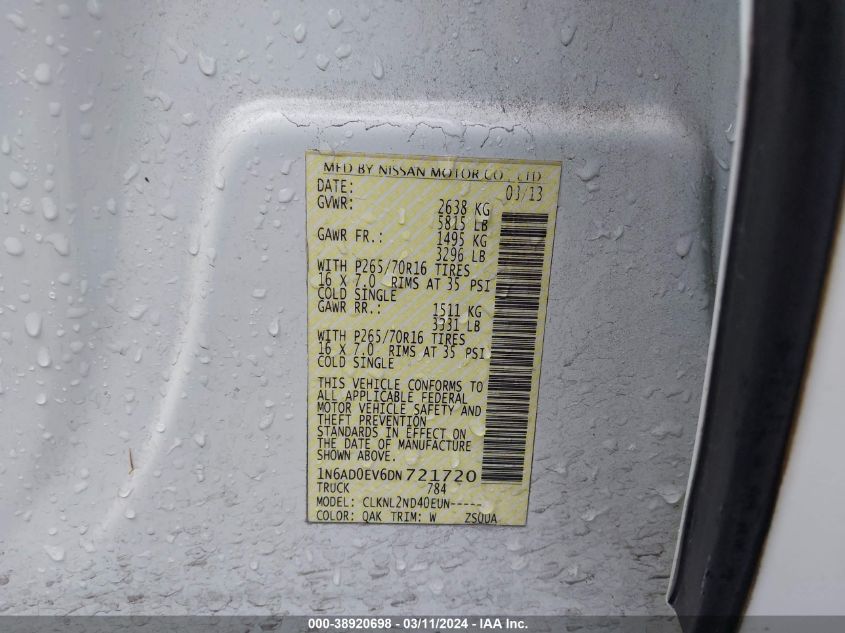 MFD BY NISSAN MOTOR CO., LTD
DATE: 03/13
GVWR: 2638 KG
5815 LB
GAWR FR.: 1495 KG
3296 LB
WITH P265/70R16 TIRES
16 X 7.0 RIMS AT 35 PSI
COLD SINGLE
GAWR RR.: 1511 KG
3331 LB
WITH P265/70R16 TIRES
16 X 7.0 RIMS AT 35 PSI
COLD SINGLE
THIS VEHICLE CONFORMS TO
ALL APPLICABLE FEDERAL
MOTOR VEHICLE SAFETY AND
THEFT PREVENTION
STANDARDS IN EFFECT ON
THE DATE OF MANUFACTURE
SHOWN ABOVE.
1N6AD0EV6DN721720
TRUCK 784
MODEL: CLKNL2ND40EUN-----
COLOR: QAK TRIM: W ZSQUA
000-38920698 - 03/11/2024 - IAA Inc.